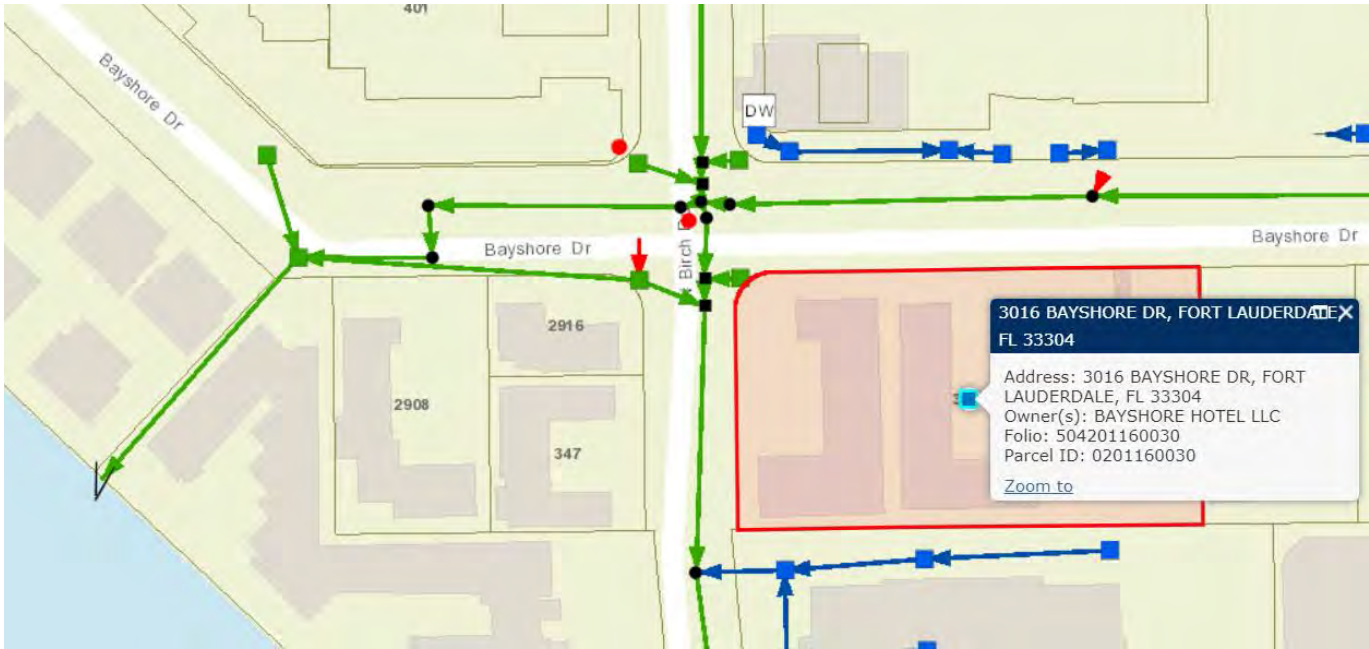 401
Bayshore Dr
DW
Bayshore Dr
Birch
Bayshore Dr
2916
2908
347
3016 BAYSHORE DR, FORT LAUDERDALE,
FL 33304
Address: 3016 BAYSHORE DR, FORT
LAUDERDALE, FL 33304
Owner(s): BAYSHORE HOTEL LLC
Folio: 504201160030
Parcel ID: 0201160030
Zoom to